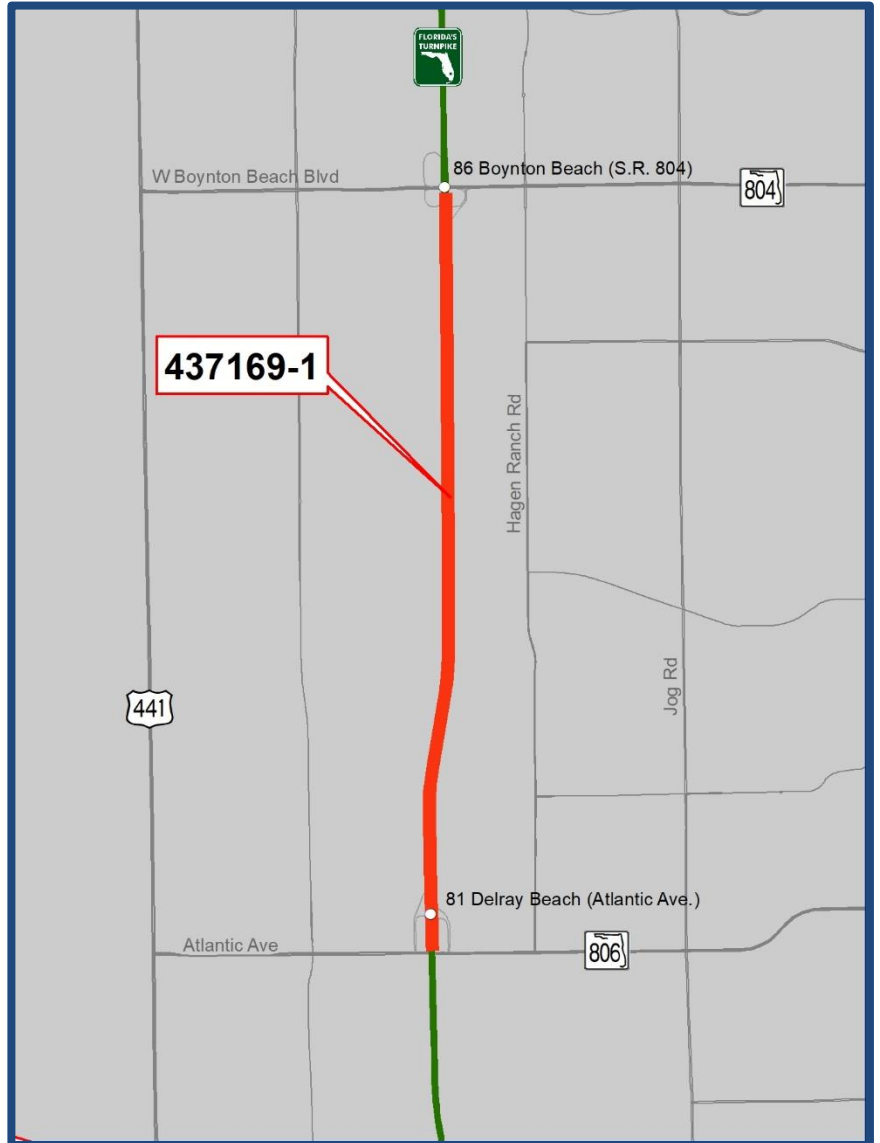 FLORIDA'S
TURNPIKE
86 Boynton Beach (S.R. 804)
W Boynton Beach Blvd
804
437169-1
Hagen Ranch Rd
Jog Rd
441
81 Delray Beach (Atlantic Ave.)
Atlantic Ave
806